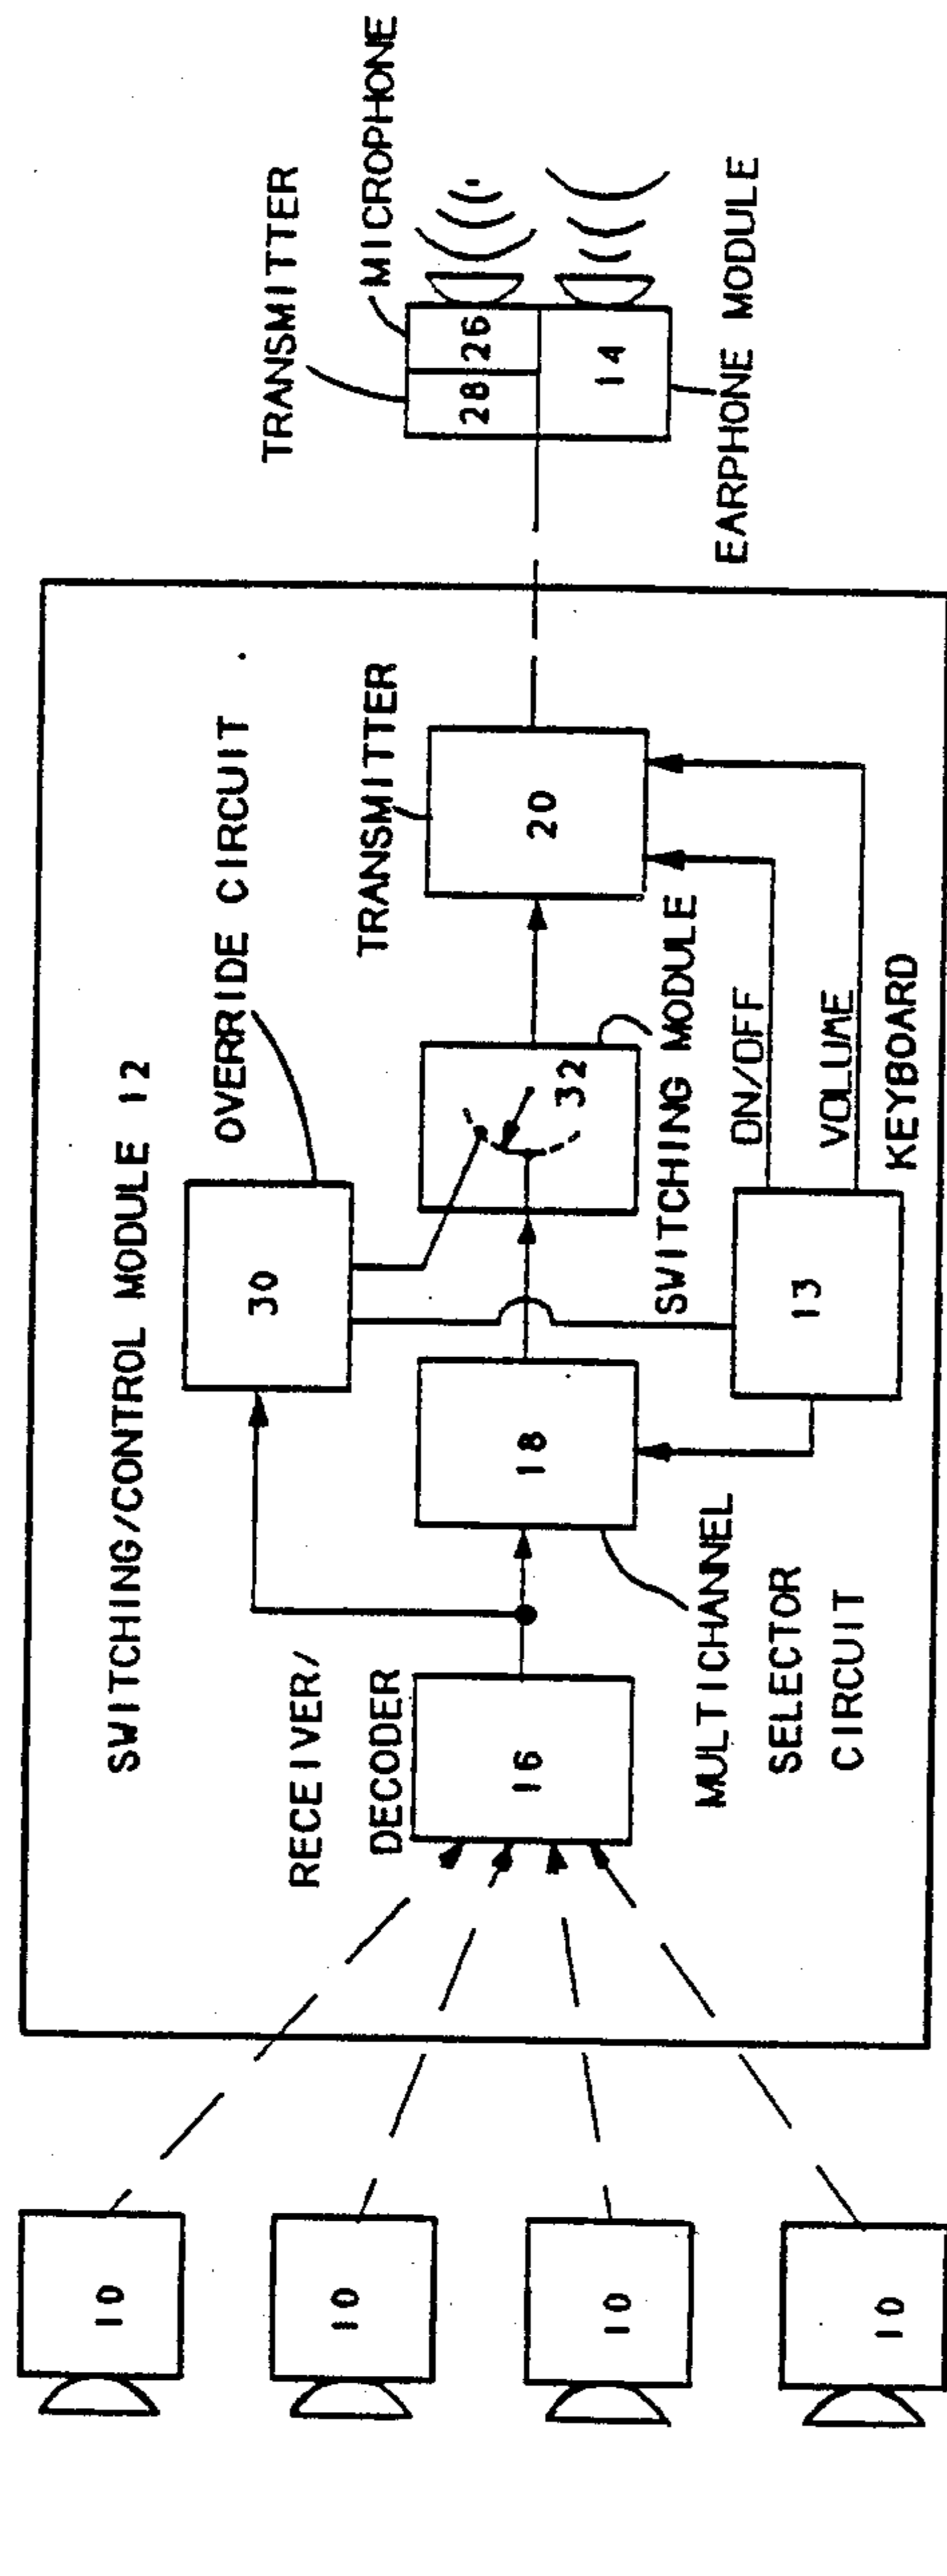 SWITCHING/CONTROL MODULE 12
OVERRIDE CIRCUIT
TRANSMITTER
MICROPHONE
30
RECEIVER/
DECODER
TRANSMITTER
28
26
10
10
10
10
16
18
32
20
14
MULTICHANNEL
SELECTOR
CIRCUIT
SWITCHING MODULE
ON/OFF
VOLUME
13
KEYBOARD
EARPHONE MODULE